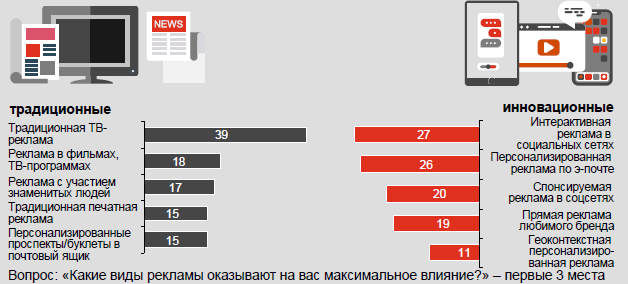 NEWS
традиционные
Традиционная ТВ-
реклама
39
Реклама в фильмах,
ТВ-программах
18
Реклама с участием
знаменитых людей
17
Традиционная печатная
реклама
15
Персонализированные
проспекты/буклеты в
почтовый ящик
15
инновационные
27
Интерактивная
реклама в
социальных сетях
26
Персонализированная
реклама по э-почте
20
Спонсируемая
реклама в соцсетях
19
Прямая реклама
любимого бренда
11
Геоконтекстная
персонализиро-
ванная реклама
Вопрос: «Какие виды рекламы оказывают на вас максимальное влияние?» – первые 3 места